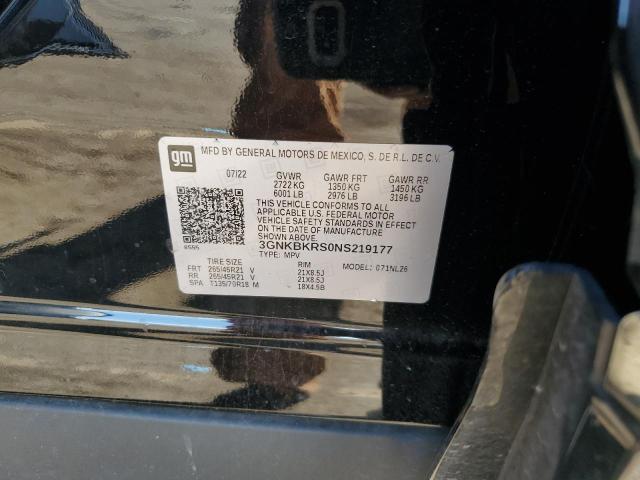 gm MFD BY GENERAL MOTORS DE MEXICO, S. DE R.L. DE C.V.
07/22 GVWR GAWR FRT GAWR RR
2722 KG 1350 KG 1450 KG
6001 LB 2976 LB 3196 LB
THIS VEHICLE CONFORMS TO ALL
APPLICABLE U.S. FEDERAL MOTOR
VEHICLE SAFETY STANDARDS IN EFFECT
ON THE DATE OF MANUFACTURE
3GNKBKRS0NS219177
TYPE: MPV MODEL: 071NL26
TIRE SIZE RIM
FRT 265/45R21 V 21X8.5J
RR 265/45R21 V 21X8.5J
SPA T135/70R18 M 18X4.5B